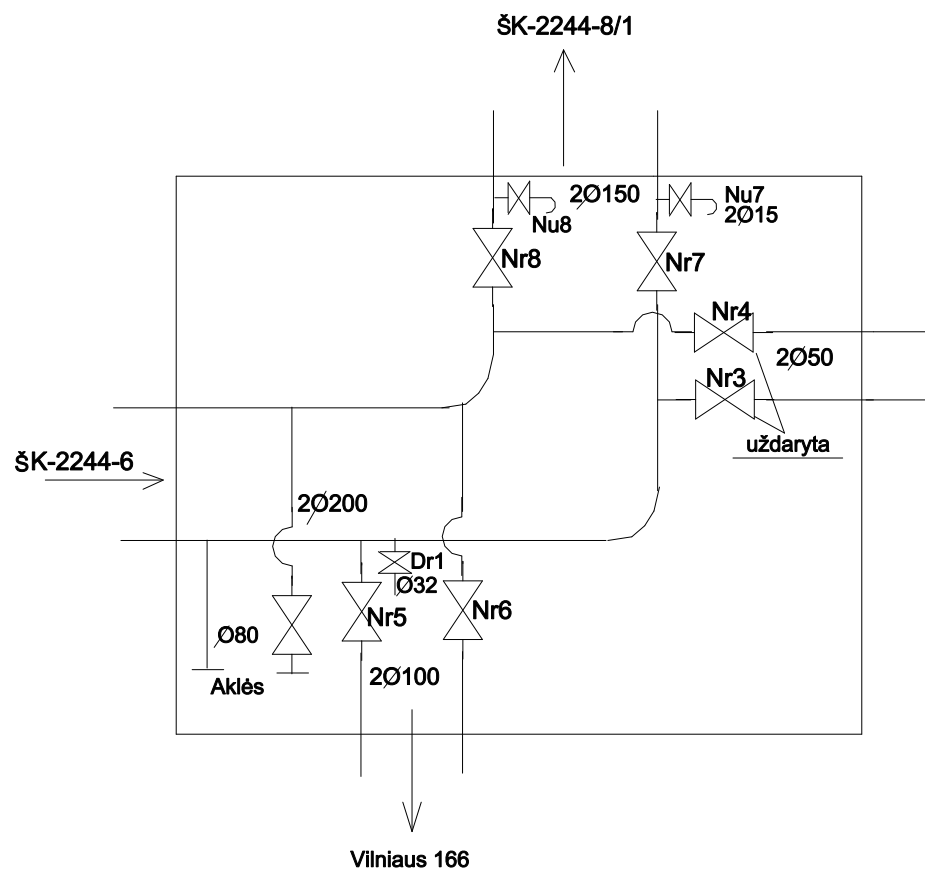 ŠK-2244-8/1
2Ø150
Nu8
Nu7
2Ø15
Nr8
Nr7
Nr4
2Ø50
Nr3
uždaryta
ŠK-2244-6
2Ø200
Dr1
Ø32
Nr5
Nr6
Ø80
2Ø100
Aklės
Vilniaus 166